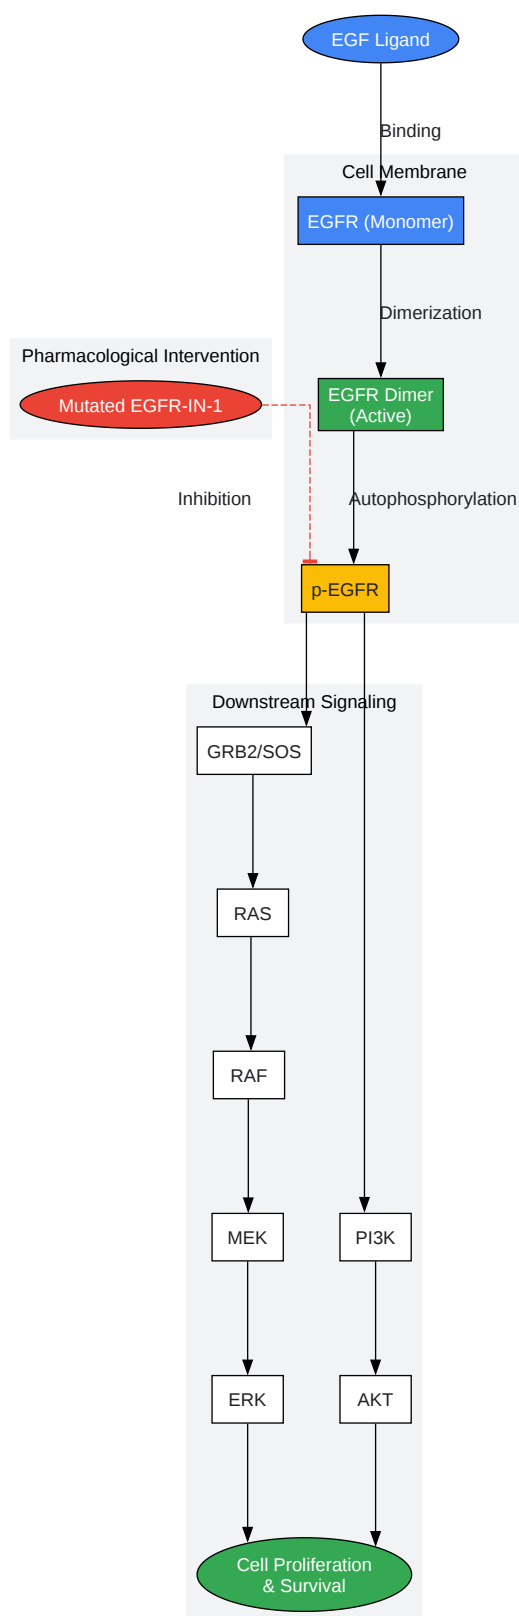 EGF Ligand
Binding
Cell Membrane
EGFR (Monomer)
Dimerization
Pharmacological Intervention
Mutated EGFR-IN-1
EGFR Dimer
(Active)
Inhibition
Autophosphorylation
p-EGFR
Downstream Signaling
GRB2/SOS
RAS
RAF
MEK
PI3K
ERK
AKT
Cell Proliferation
& Survival